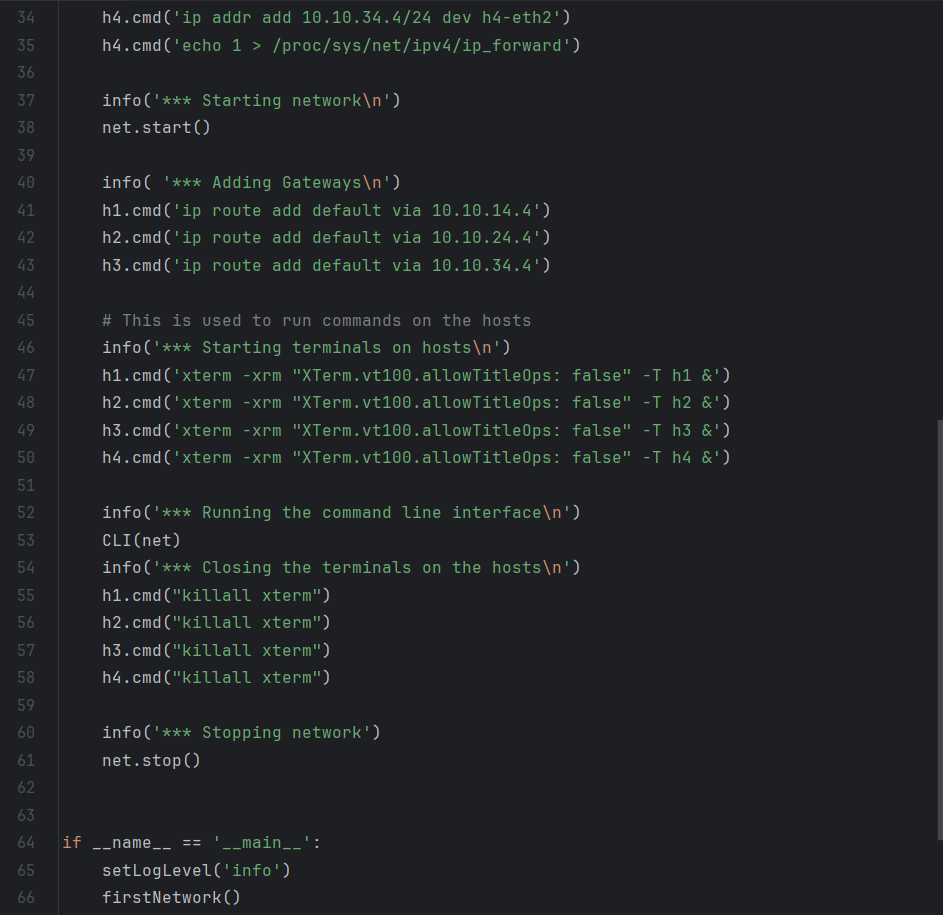 34 h4.cmd('ip addr add 10.10.34.4/24 dev h4-eth2')
35 h4.cmd('echo 1 > /proc/sys/net/ipv4/ip_forward')
36
37 info('*** Starting network\n')
38 net.start()
39
40 info( '*** Adding Gateways\n')
41 h1.cmd('ip route add default via 10.10.14.4')
42 h2.cmd('ip route add default via 10.10.24.4')
43 h3.cmd('ip route add default via 10.10.34.4')
44
45 # This is used to run commands on the hosts
46 info('*** Starting terminals on hosts\n')
47 h1.cmd('xterm -xrm "XTerm.vt100.allowTitleOps: false" -T h1 &')
48 h2.cmd('xterm -xrm "XTerm.vt100.allowTitleOps: false" -T h2 &')
49 h3.cmd('xterm -xrm "XTerm.vt100.allowTitleOps: false" -T h3 &')
50 h4.cmd('xterm -xrm "XTerm.vt100.allowTitleOps: false" -T h4 &')
51
52 info('*** Running the command line interface\n')
53 CLI(net)
54 info('*** Closing the terminals on the hosts\n')
55 h1.cmd("killall xterm")
56 h2.cmd("killall xterm")
57 h3.cmd("killall xterm")
58 h4.cmd("killall xterm")
59
60 info('*** Stopping network')
61 net.stop()
62
63
64 if __name__ == '__main__':
65 setLogLevel('info')
66 firstNetwork()